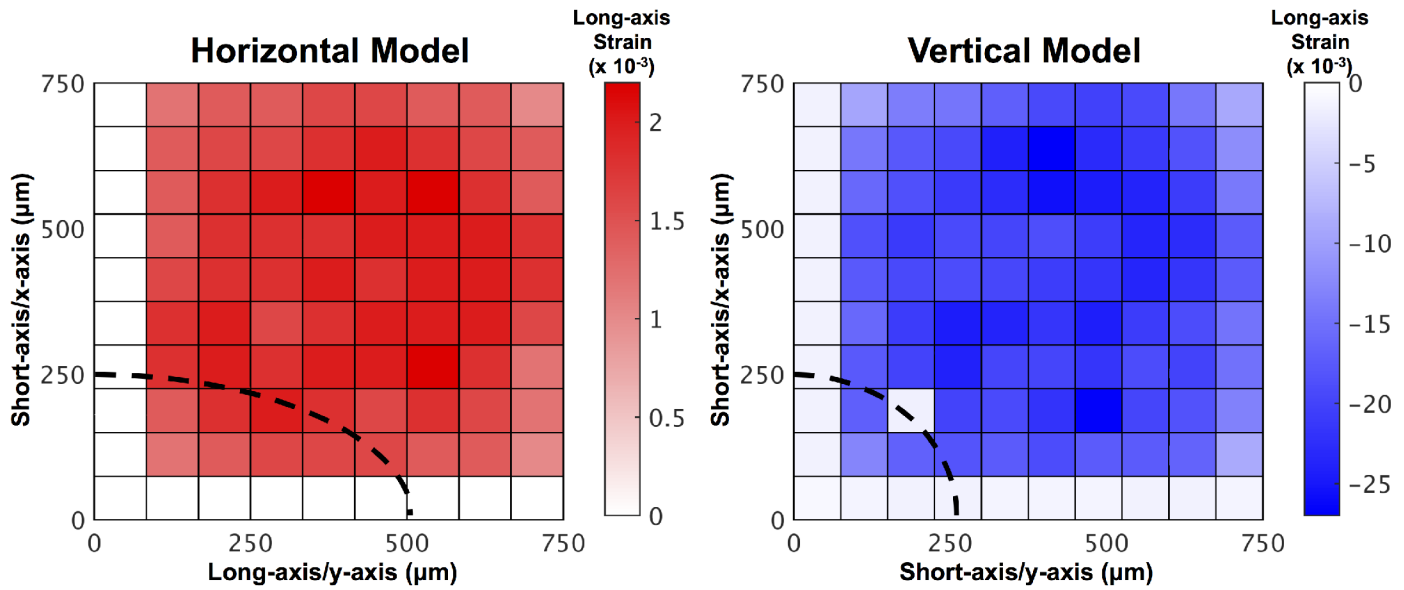 Horizontal Model
Long-axis
Strain
(x 10-3)
750
500
250
0
0
250
500
750
Short-axis/x-axis (µm)
Long-axis/y-axis (µm)
2
1.5
1
0.5
0
Vertical Model
Long-axis
Strain
(x 10-3)
750
500
250
0
0
250
500
750
Short-axis/x-axis (µm)
Short-axis/y-axis (µm)
0
−5
−10
−15
−20
−25